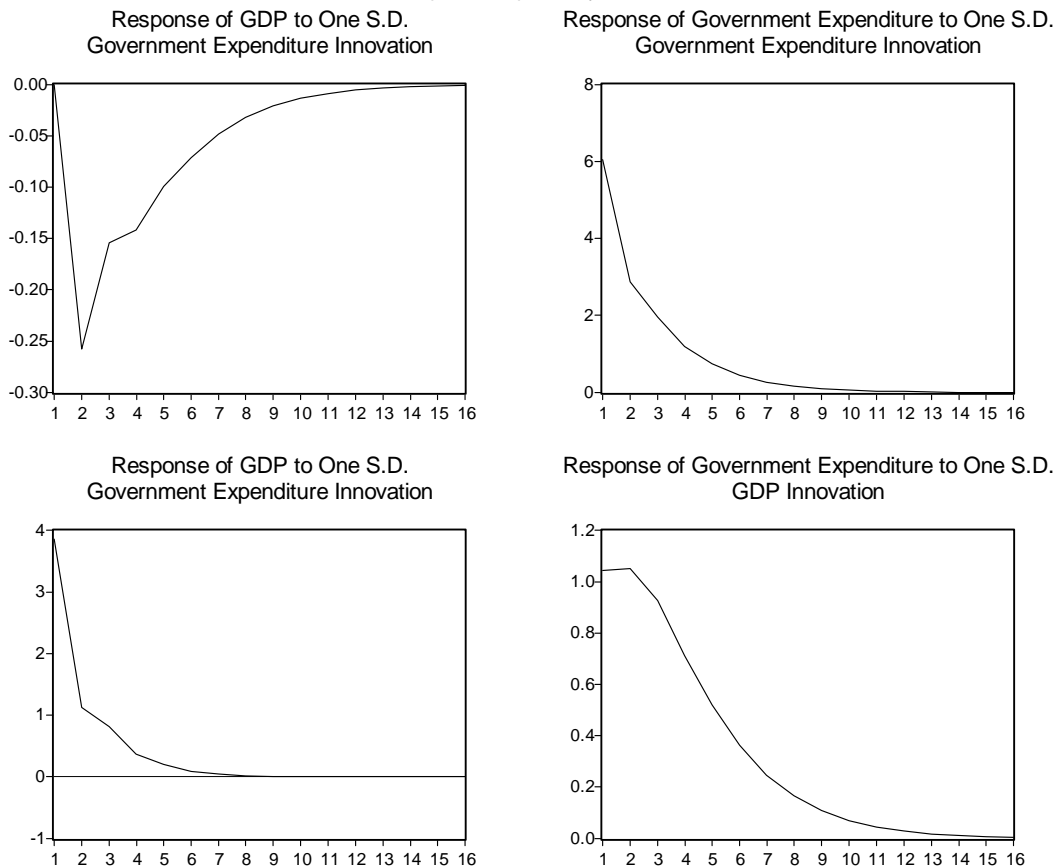 Response of GDP to One S.D.
Government Expenditure Innovation
0.00
-0.05
-0.10
-0.15
-0.20
-0.25
-0.30
1 2 3 4 5 6 7 8 9 10 11 12 13 14 15 16
Response of Government Expenditure to One S.D.
Government Expenditure Innovation
8
6
4
2
0
1 2 3 4 5 6 7 8 9 10 11 12 13 14 15 16
Response of GDP to One S.D.
Government Expenditure Innovation
4
3
2
1
0
-1
1 2 3 4 5 6 7 8 9 10 11 12 13 14 15 16
Response of Government Expenditure to One S.D.
GDP Innovation
1.2
1.0
0.8
0.6
0.4
0.2
0.0
1 2 3 4 5 6 7 8 9 10 11 12 13 14 15 16